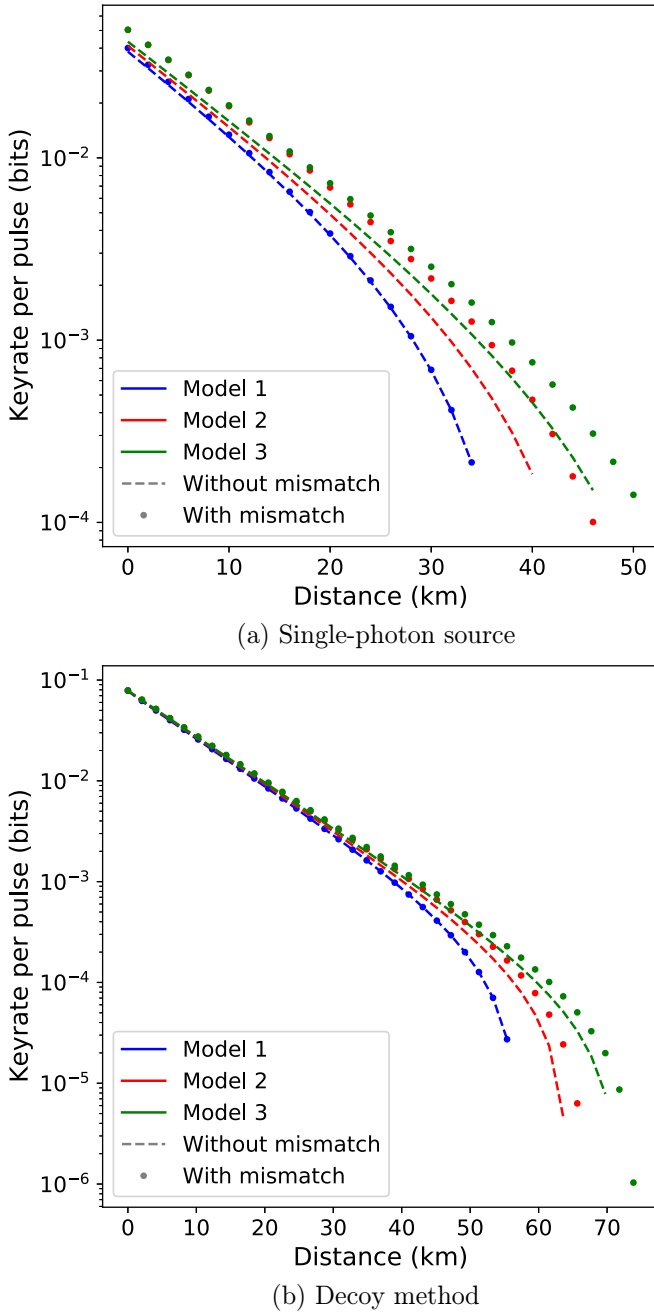 10⁻²
10⁻³
10⁻⁴
Keyrate per pulse (bits)
Model 1
Model 2
Model 3
Without mismatch
With mismatch
0 10 20 30 40 50
Distance (km)
(a) Single-photon source
10⁻¹
10⁻²
10⁻³
10⁻⁴
10⁻⁵
10⁻⁶
Keyrate per pulse (bits)
Model 1
Model 2
Model 3
Without mismatch
With mismatch
0 10 20 30 40 50 60 70
Distance (km)
(b) Decoy method